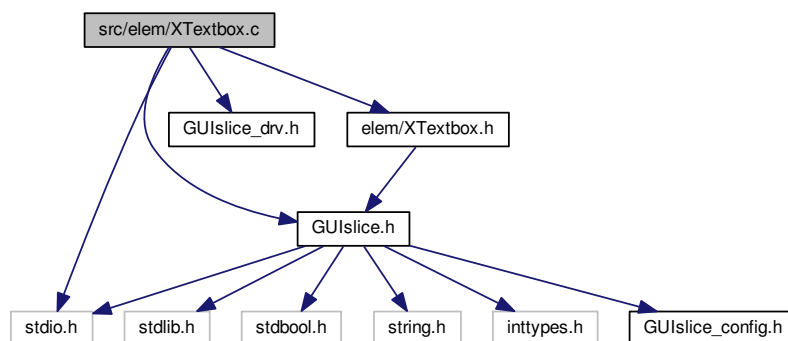 src/elem/XTextbox.c
GUIslice_drv.h
elem/XTextbox.h
GUIslice.h
stdio.h
stdlib.h
stdbool.h
string.h
inttypes.h
GUIslice_config.h